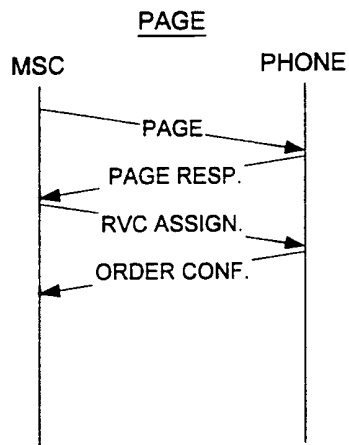 PAGE
MSC
PHONE
PAGE
PAGE RESP.
RVC ASSIGN.
ORDER CONF.